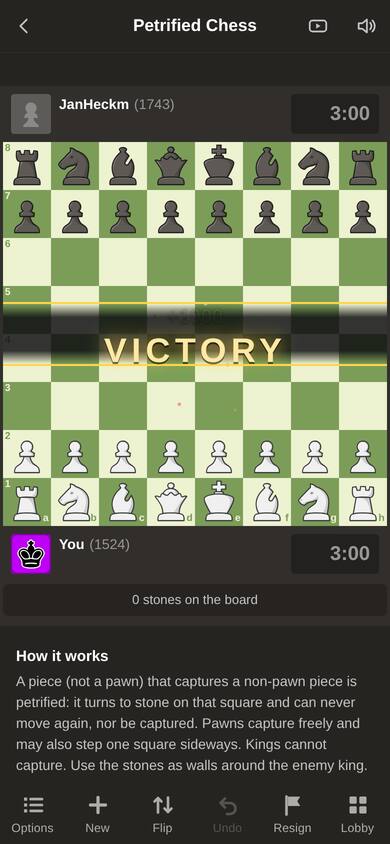 Petrified Chess
JanHeckm (1743)
3:00
8
7
6
5
4
VICTORY
3
2
1
a b c d e f g h
You (1524)
3:00
0 stones on the board
How it works
A piece (not a pawn) that captures a non-pawn piece is
petrified: it turns to stone on that square and can never
move again, nor be captured. Pawns capture freely and
may also step one square sideways. Kings cannot
capture. Use the stones as walls around the enemy king.
Options New Flip Undo Resign Lobby